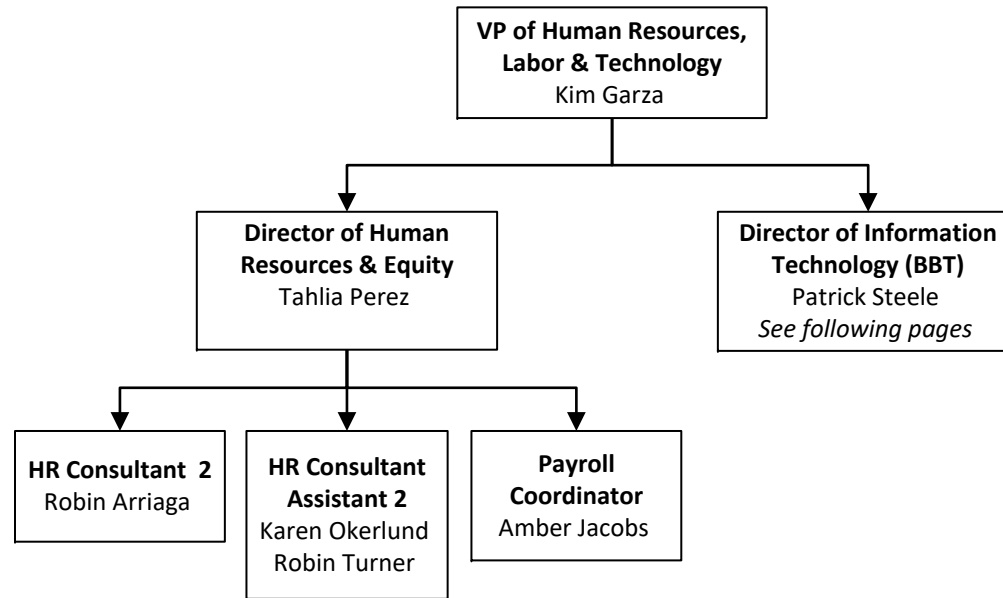 VP of Human Resources,
Labor & Technology
Kim Garza
Director of Human
Resources & Equity
Tahlia Perez
Director of Information
Technology (BBT)
Patrick Steele
See following pages
HR Consultant  2
Robin Arriaga
HR Consultant
Assistant 2
Karen Okerlund
Robin Turner
Payroll
Coordinator
Amber Jacobs